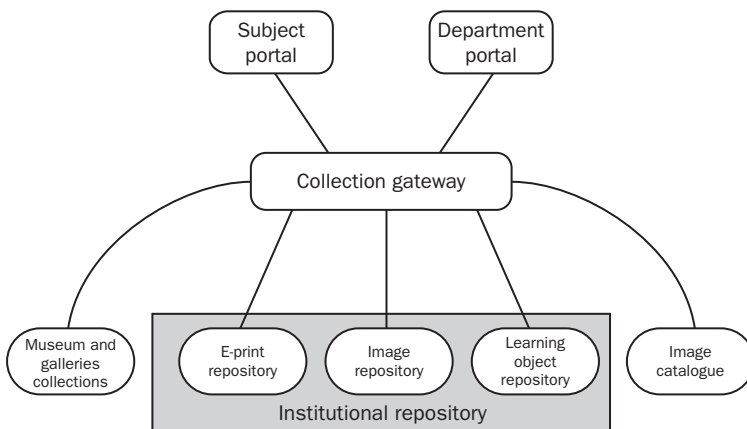 Subject
portal
Department
portal
Collection gateway
Museum and
galleries
collections
E-print
repository
Image
repository
Learning
object
repository
Image
catalogue
Institutional repository